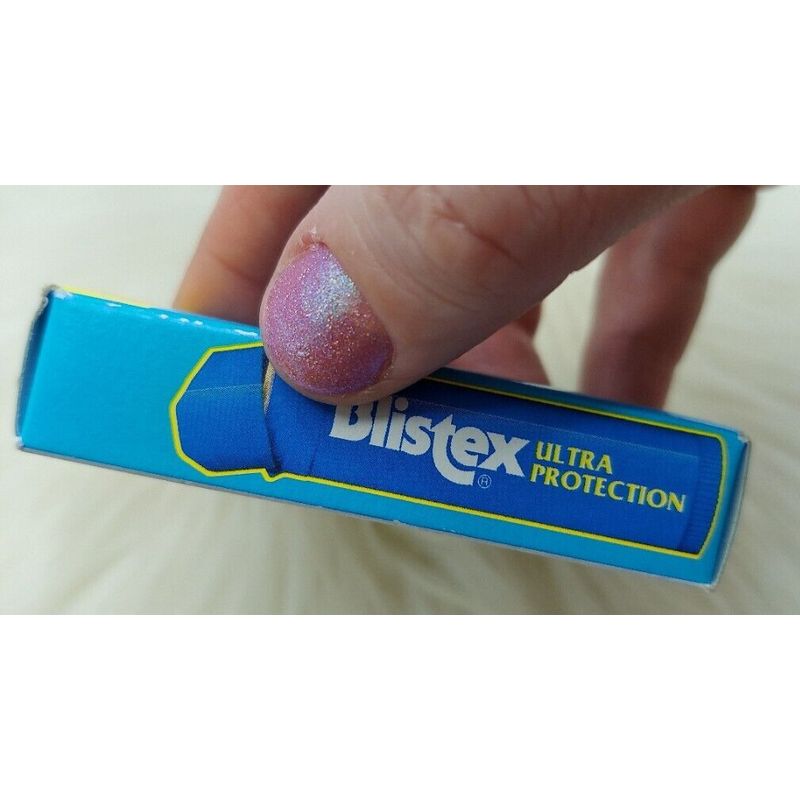 Blistex
®
ULTRA
PROTECTION